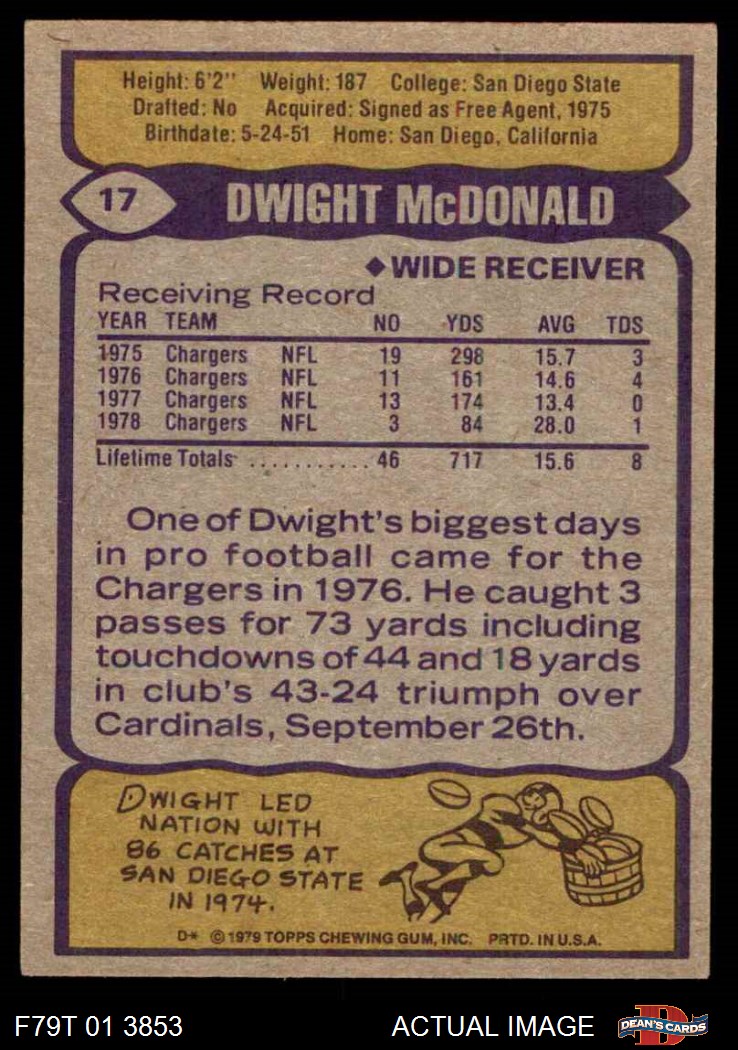 Height: 6'2" Weight: 187 College: San Diego State
Drafted: No Acquired: Signed as Free Agent, 1975
Birthdate: 5-24-51 Home: San Diego, California
17 DWIGHT McDONALD
◆WIDE RECEIVER
Receiving Record
YEAR TEAM NO YDS AVG TDS
1975 Chargers NFL 19 298 15.7 3
1976 Chargers NFL 11 161 14.6 4
1977 Chargers NFL 13 174 13.4 0
1978 Chargers NFL 3 84 28.0 1
Lifetime Totals ........... 46 717 15.6 8
One of Dwight's biggest days
in pro football came for the
Chargers in 1976. He caught 3
passes for 73 yards including
touchdowns of 44 and 18 yards
in club's 43-24 triumph over
Cardinals, September 26th.
DWIGHT LED
NATION WITH
86 CATCHES AT
SAN DIEGO STATE
IN 1974.
D* © 1979 TOPPS CHEWING GUM, INC. PRTD. IN U.S.A.
F79T 01 3853 ACTUAL IMAGE D DEAN'S CARDS